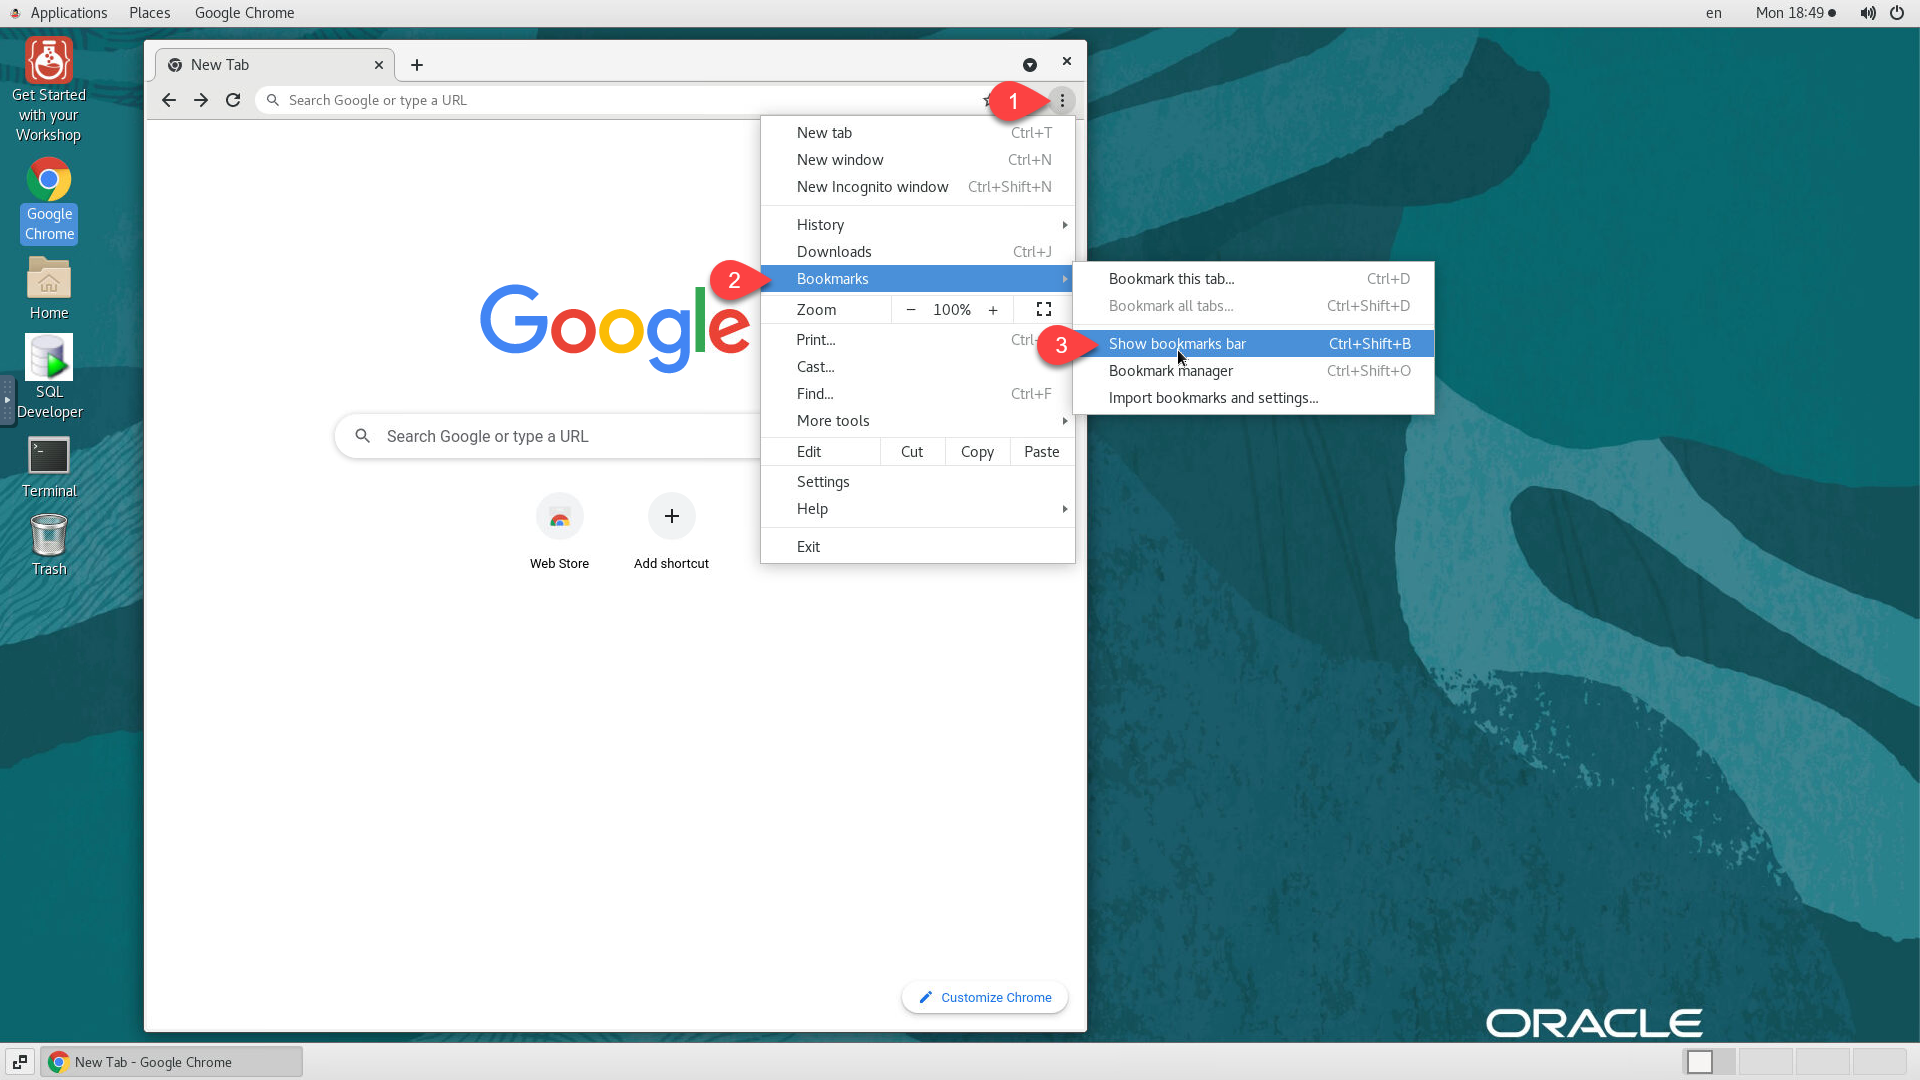 Applications Places Google Chrome en Mon 18:49
Get Started
with your
Workshop
Google
Chrome
Home
SQL
Developer
Terminal
Trash
New Tab
Search Google or type a URL
1
New tab Ctrl+T
New window Ctrl+N
New Incognito window Ctrl+Shift+N
History
Downloads Ctrl+J
2
Bookmarks
Zoom − 100% +
Print... Ctrl
Cast...
Find... Ctrl+F
More tools
Edit Cut Copy Paste
Settings
Help
Exit
Bookmark this tab... Ctrl+D
Bookmark all tabs... Ctrl+Shift+D
3
Show bookmarks bar Ctrl+Shift+B
Bookmark manager Ctrl+Shift+O
Import bookmarks and settings...
Google
Search Google or type a URL
Web Store Add shortcut
Customize Chrome
ORACLE
New Tab - Google Chrome